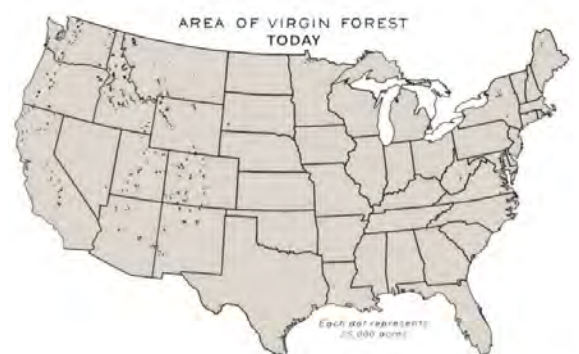 AREA OF VIRGIN FOREST
TODAY
Each dot represents
25,000 acres